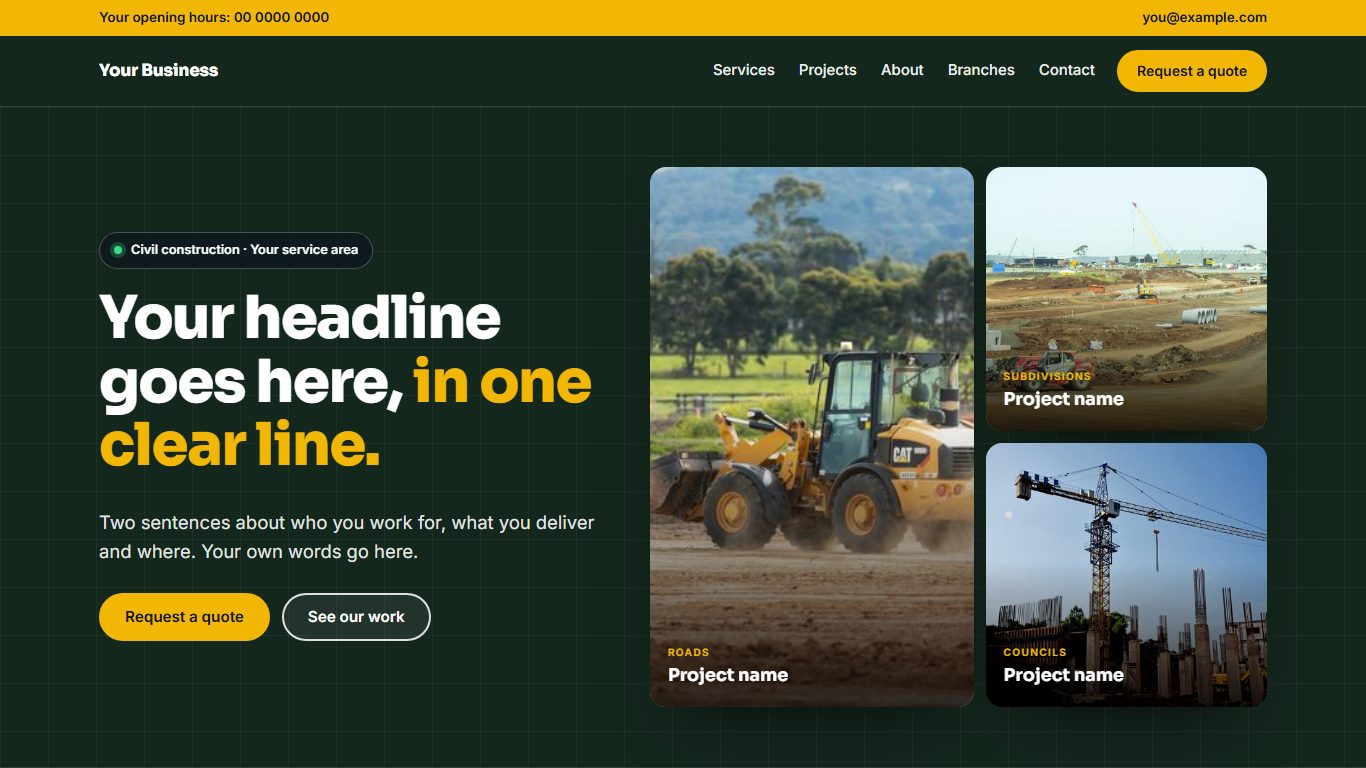 Your opening hours: 00 0000 0000
you@example.com
Your Business
Services
Projects
About
Branches
Contact
Request a quote
Civil construction · Your service area
Your headline
goes here, in one
clear line.
Two sentences about who you work for, what you deliver
and where. Your own words go here.
Request a quote
See our work
CAT
ROADS
Project name
SUBDIVISIONS
Project name
COUNCILS
Project name